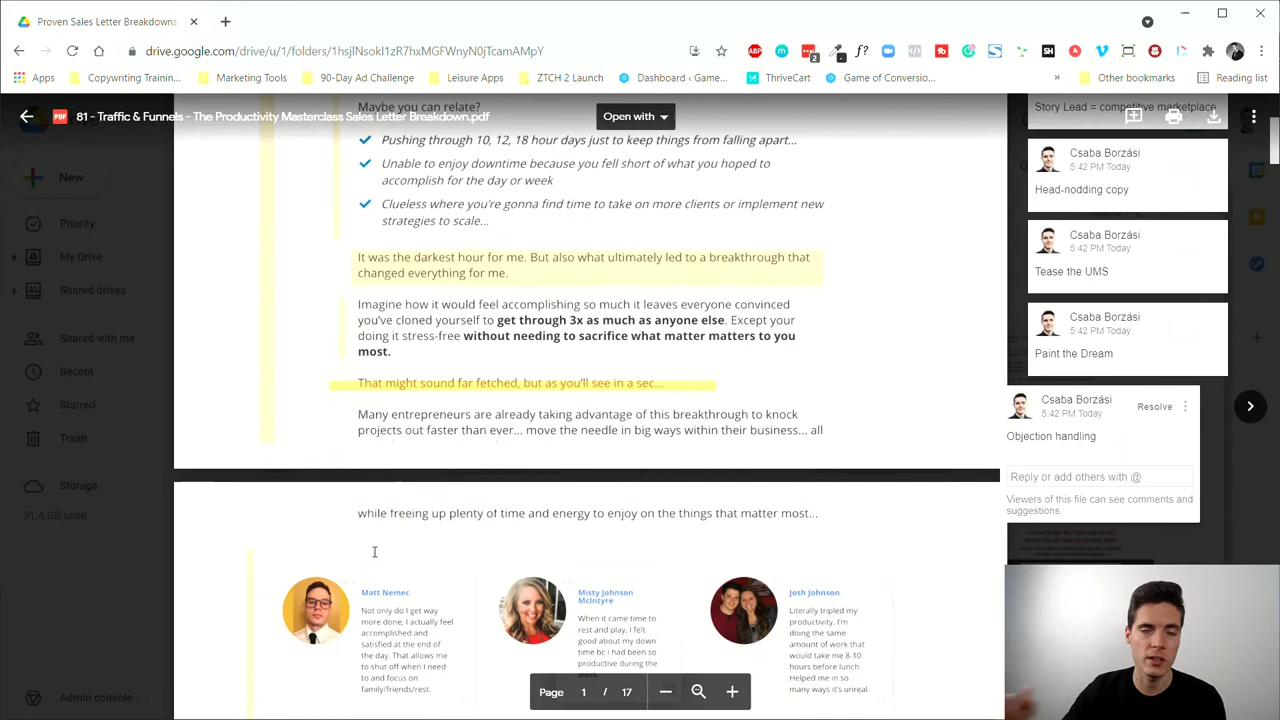 Proven Sales Letter Breakdowns
drive.google.com/drive/u/1/folders/1hsjlNsokI1zR7hxMGFWnyN0jTcamAMpY
Apps
Copywriting Trainin...
Marketing Tools
90-Day Ad Challenge
Leisure Apps
ZTCH 2 Launch
Dashboard ‹ Game...
ThriveCart
Game of Conversio...
Other bookmarks
Reading list
81 - Traffic & Funnels - The Productivity Masterclass Sales Letter Breakdown.pdf
Open with
New
Priority
My Drive
Shared drives
Shared with me
Recent
Starred
Trash
Storage
31.4 GB used
Admin console
Maybe you can relate?
Pushing through 10, 12, 18 hour days just to keep things from falling apart...
Unable to enjoy downtime because you fell short of what you hoped to
accomplish for the day or week
Clueless where you're gonna find time to take on more clients or implement new
strategies to scale...
It was the darkest hour for me. But also what ultimately led to a breakthrough that
changed everything for me.
Imagine how it would feel accomplishing so much it leaves everyone convinced
you've cloned yourself to get through 3x as much as anyone else. Except your
doing it stress-free without needing to sacrifice what matter matters to you
most.
That might sound far fetched, but as you'll see in a sec...
Many entrepreneurs are already taking advantage of this breakthrough to knock
projects out faster than ever... move the needle in big ways within their business... all
while freeing up plenty of time and energy to enjoy on the things that matter most...
Matt Nemec
Not only do I get way
more done, I actually feel
accomplished and
satisfied at the end of
the day. That allows me
to shut off when I need
to and focus on
family/friends/rest.
Misty Johnson
McIntyre
When it came time to
rest and play, I felt
good about my down
time bc i had been so
productive during the
week.
Josh Johnson
Literally tripled my
productivity. I'm
doing the same
amount of work that
would take me 8-10
hours before lunch.
Helped me in so
many ways it's unreal.
Page 1 / 17
Story Lead = competitive marketplace
Csaba Borzási
5:42 PM Today
Head-nodding copy
Csaba Borzási
5:42 PM Today
Tease the UMS
Csaba Borzási
5:42 PM Today
Paint the Dream
Csaba Borzási
5:42 PM Today
Resolve
Objection handling
Reply or add others with @
Viewers of this file can see comments and
suggestions.